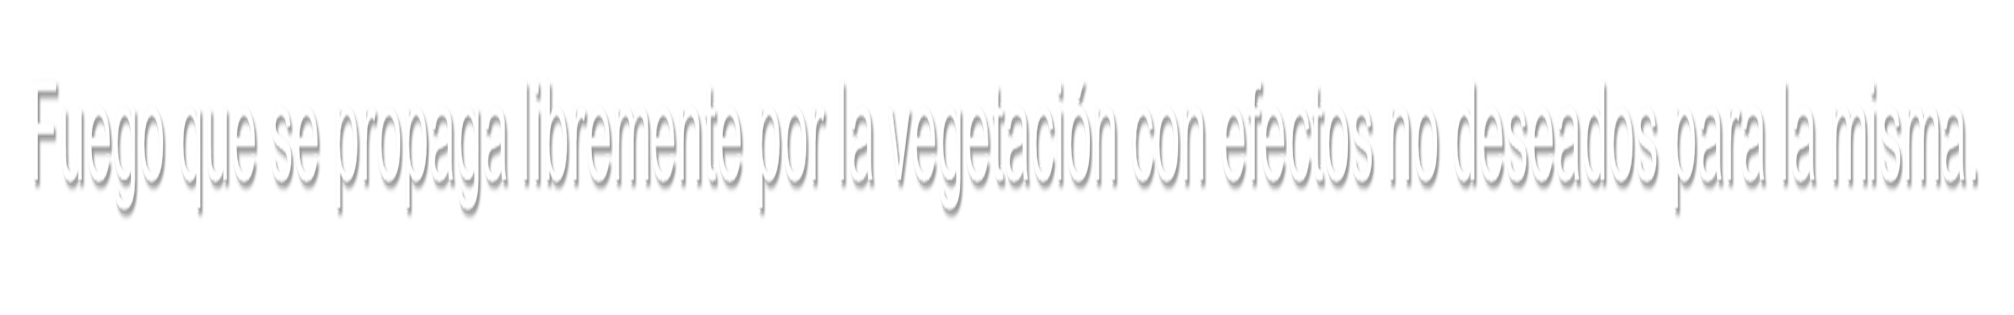 Fuego que se propaga libremente por la vegetación con efectos no deseados para la misma.